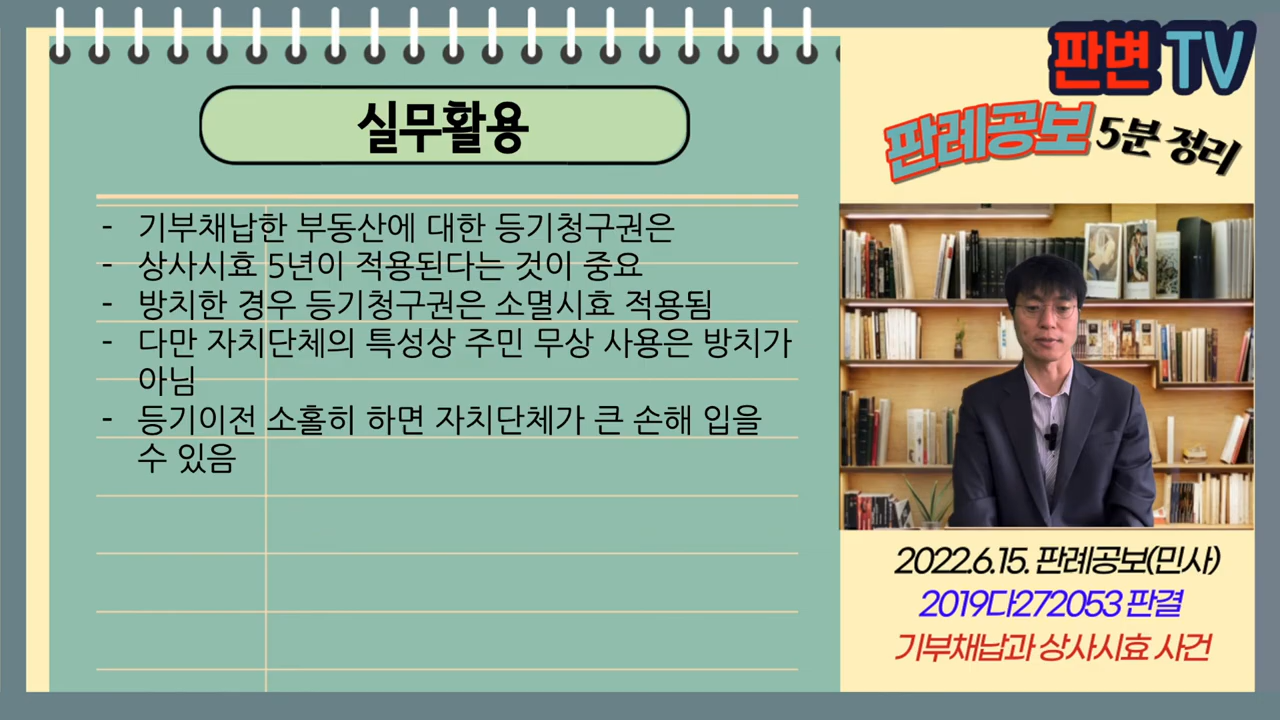 실무활용
- 기부채납한 부동산에 대한 등기청구권은
- 상사시효 5년이 적용된다는 것이 중요
- 방치한 경우 등기청구권은 소멸시효 적용됨
- 다만 자치단체의 특성상 주민 무상 사용은 방치가
아님
- 등기이전 소홀히 하면 자치단체가 큰 손해 입을
수 있음
판변 TV
판례공보 5분 정리
2022.6.15. 판례공보(민사)
2019다272053 판결
기부채납과 상사시효 사건